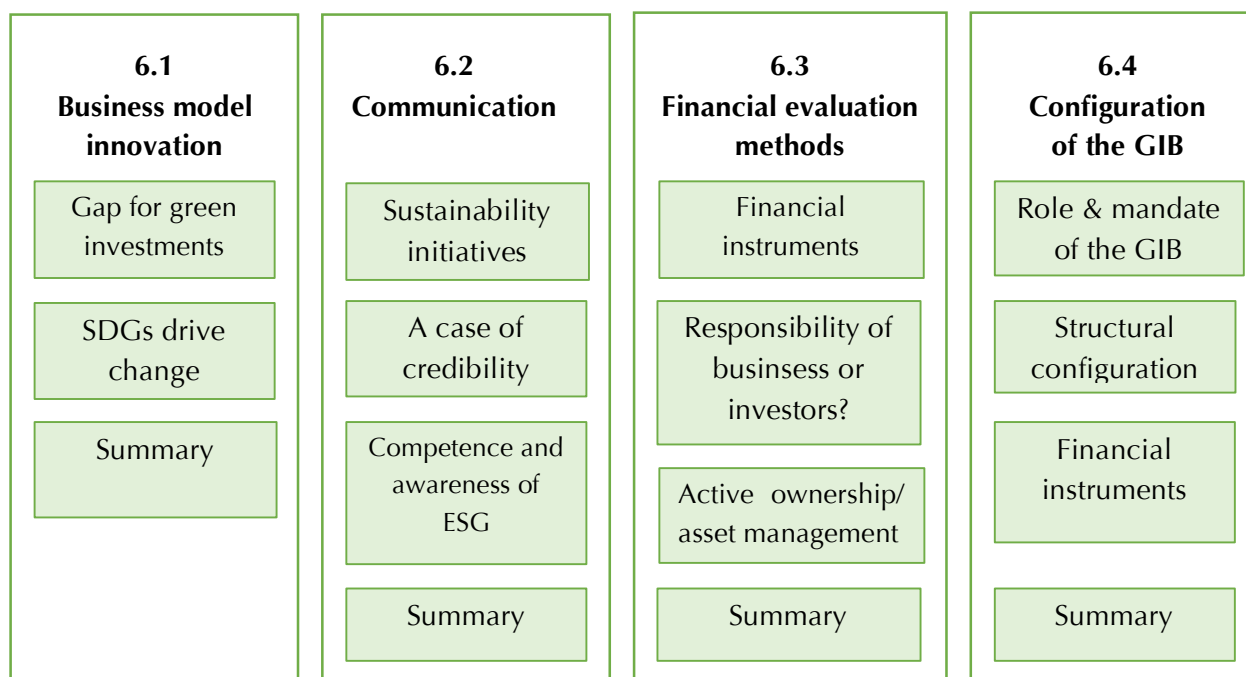 6.1
Business model
innovation
Gap for green
investments
SDGs drive
change
Summary
6.2
Communication
Sustainability
initiatives
A case of
credibility
Competence and
awareness of
ESG
Summary
6.3
Financial evaluation
methods
Financial
instruments
Responsibility of
businsess or
investors?
Active ownership/
asset management
Summary
6.4
Configuration
of the GIB
Role & mandate
of the GIB
Structural
configuration
Financial
instruments
Summary